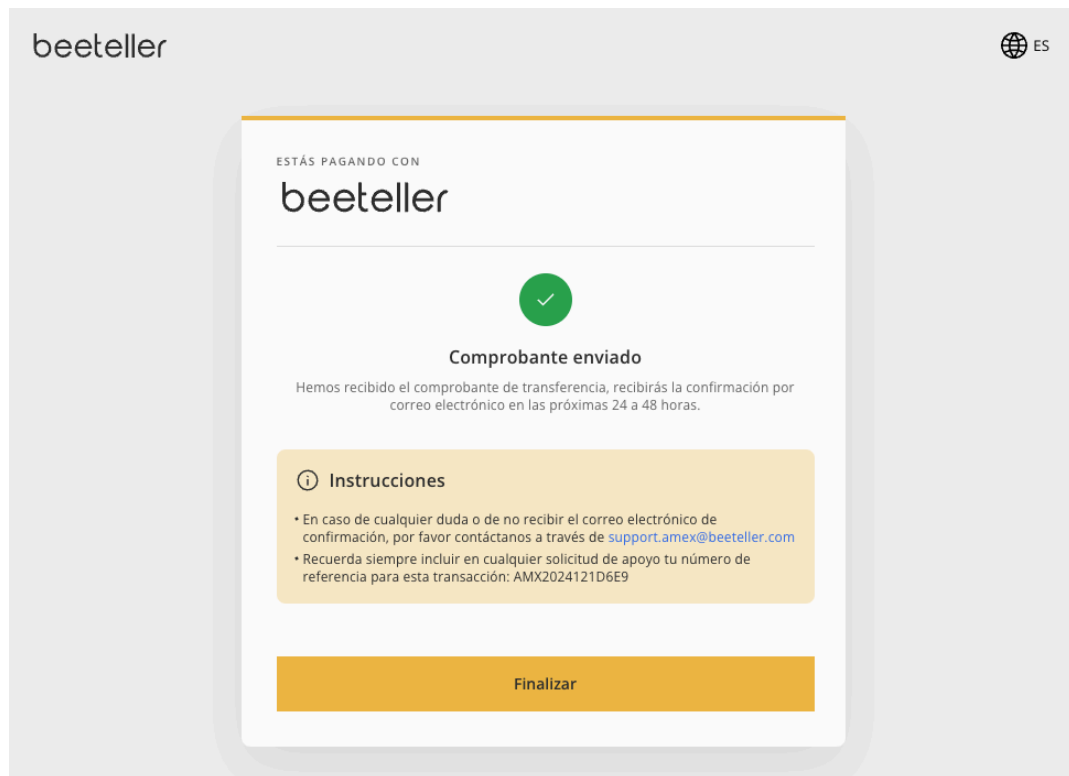 beeteller
ES
ESTÁS PAGANDO CON
beeteller
Comprobante enviado
Hemos recibido el comprobante de transferencia, recibirás la confirmación por
correo electrónico en las próximas 24 a 48 horas.
Instrucciones
• En caso de cualquier duda o de no recibir el correo electrónico de
confirmación, por favor contáctanos a través de support.amex@beeteller.com
• Recuerda siempre incluir en cualquier solicitud de apoyo tu número de
referencia para esta transacción: AMX2024121D6E9
Finalizar